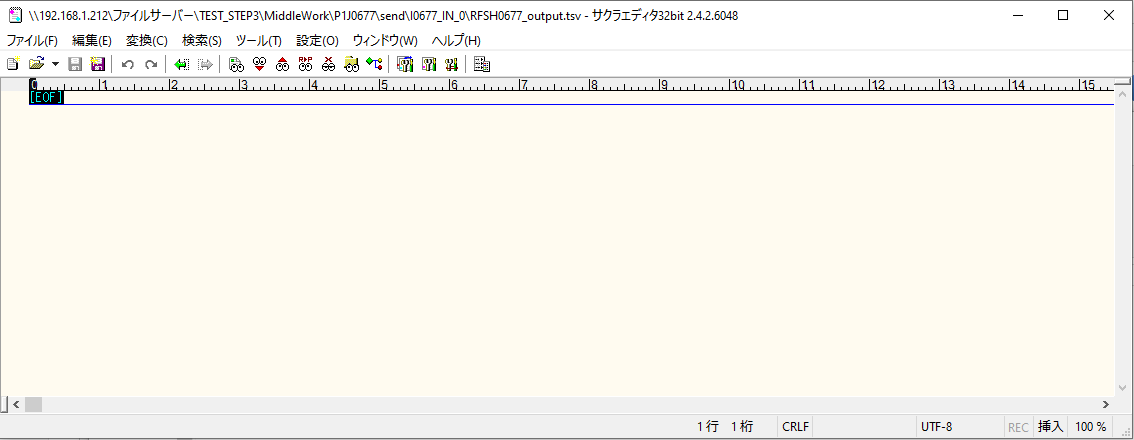 \\192.168.1.212\ファイルサーバー\TEST_STEP3\MiddleWork\P1J0677\send\I0677_IN_0\RFSH0677_output.tsv - サクラエディタ32bit 2.4.2.6048
ファイル(F) 編集(E) 変換(C) 検索(S) ツール(T) 設定(O) ウィンドウ(W) ヘルプ(H)
0 1 2 3 4 5 6 7 8 9 10 11 12 13 14 15
[EOF]
1 行 1 桁 CRLF UTF-8 REC 挿入 100 %